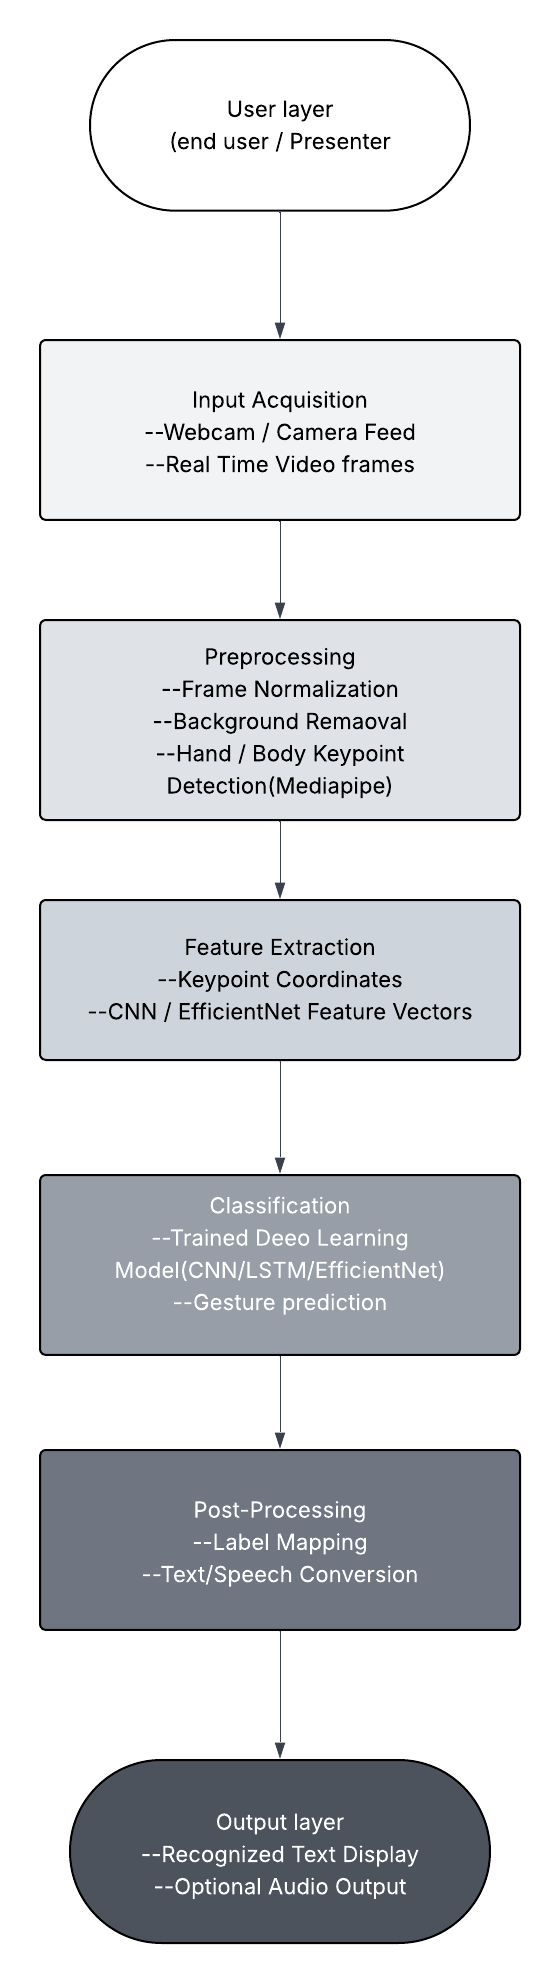 User layer
(end user / Presenter
Input Acquisition
--Webcam / Camera Feed
--Real Time Video frames
Preprocessing
--Frame Normalization
--Background Remaoval
--Hand / Body Keypoint
Detection(Mediapipe)
Feature Extraction
--Keypoint Coordinates
--CNN / EfficientNet Feature Vectors
Classification
--Trained Deeo Learning
Model(CNN/LSTM/EfficientNet)
--Gesture prediction
Post-Processing
--Label Mapping
--Text/Speech Conversion
Output layer
--Recognized Text Display
--Optional Audio Output